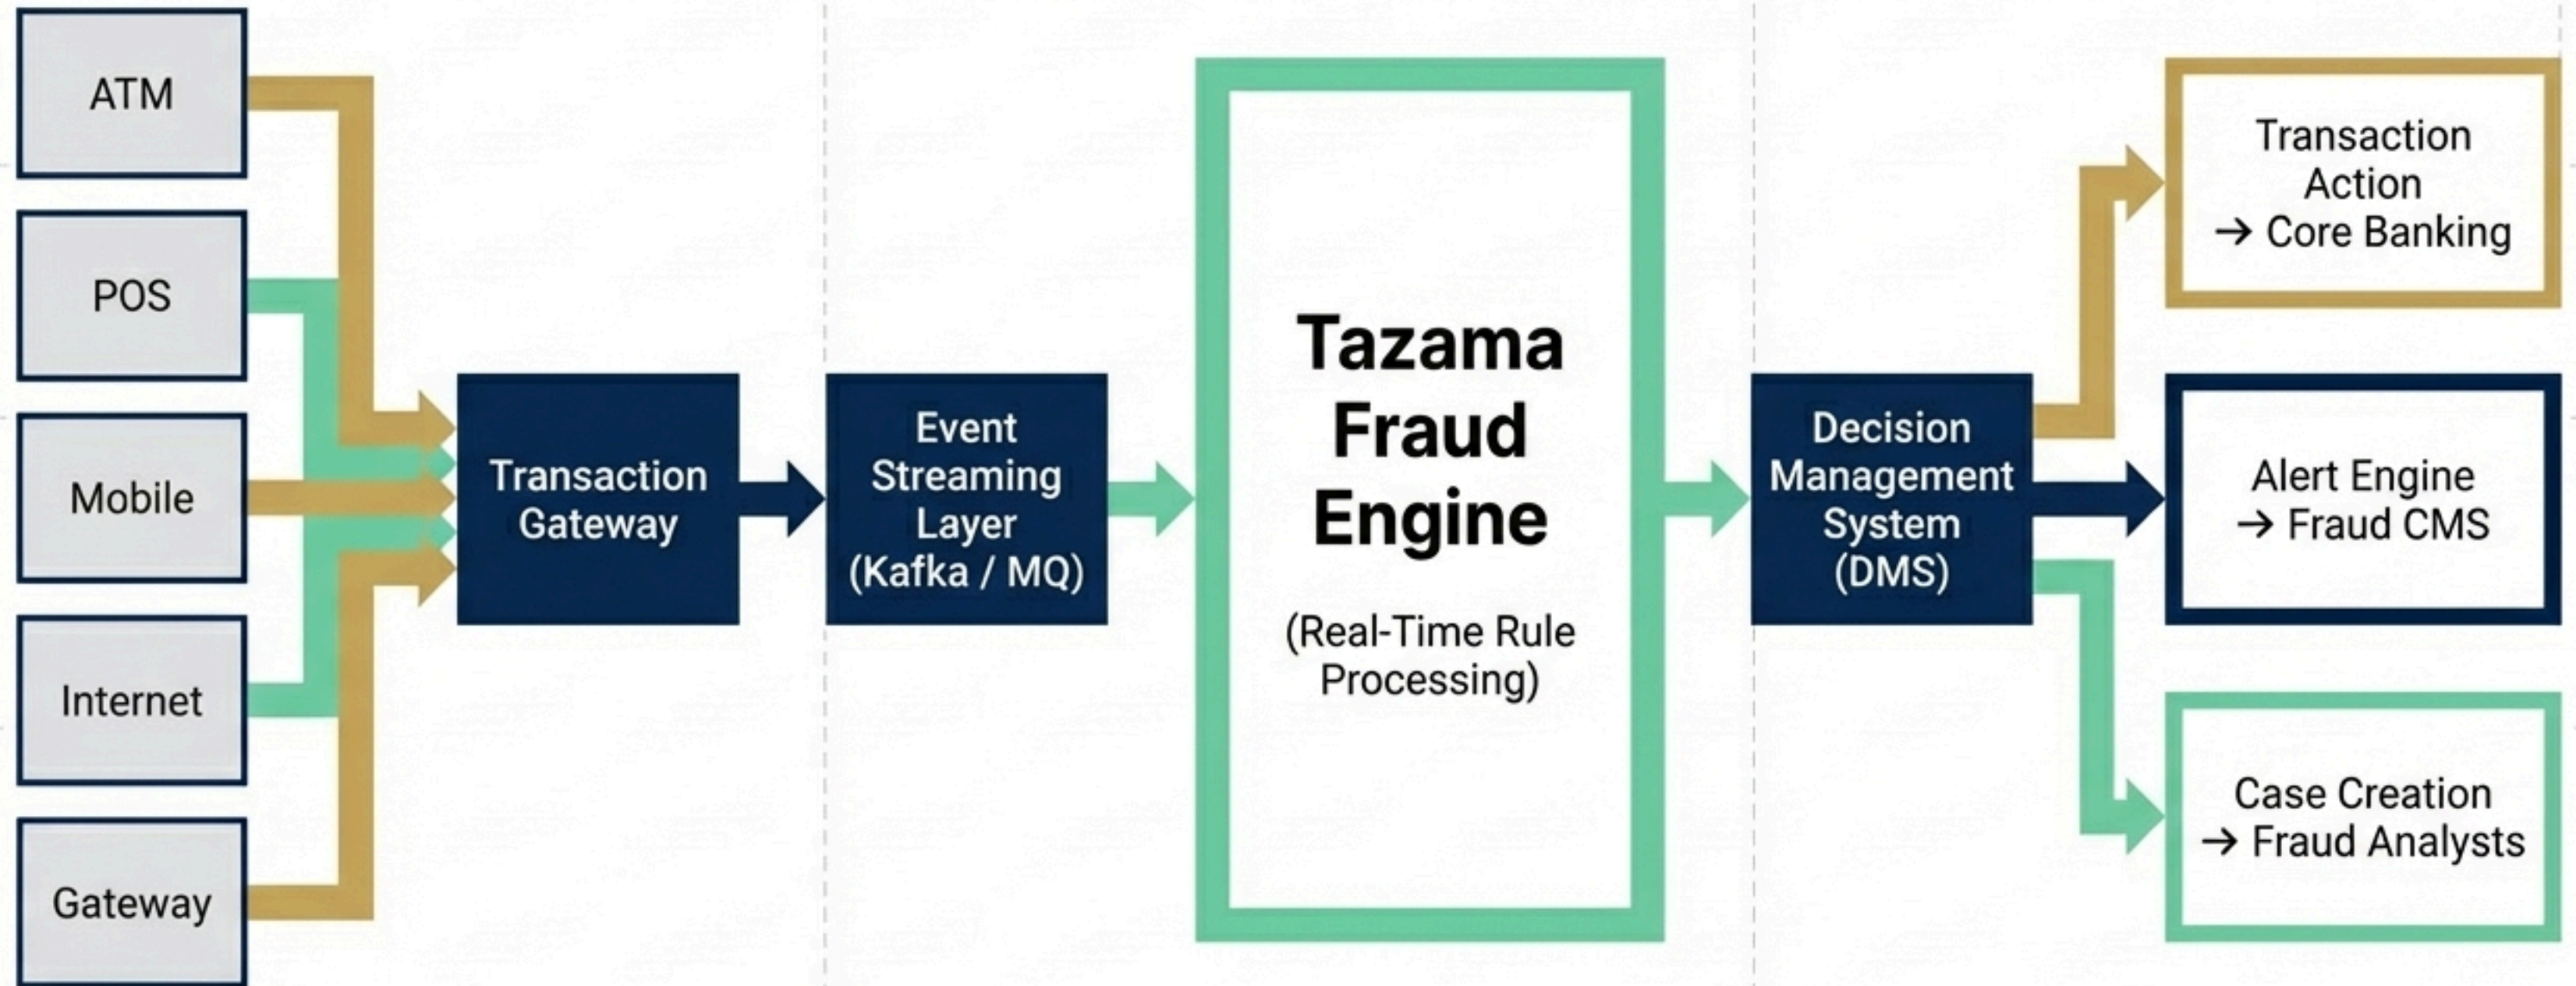 ATM
POS
Mobile
Internet
Gateway
Transaction
Gateway
Event
Streaming
Layer
(Kafka / MQ)
Tazama
Fraud
Engine
(Real-Time Rule
Processing)
Decision
Management
System
(DMS)
Transaction
Action
→ Core Banking
Alert Engine
→ Fraud CMS
Case Creation
→ Fraud Analysts